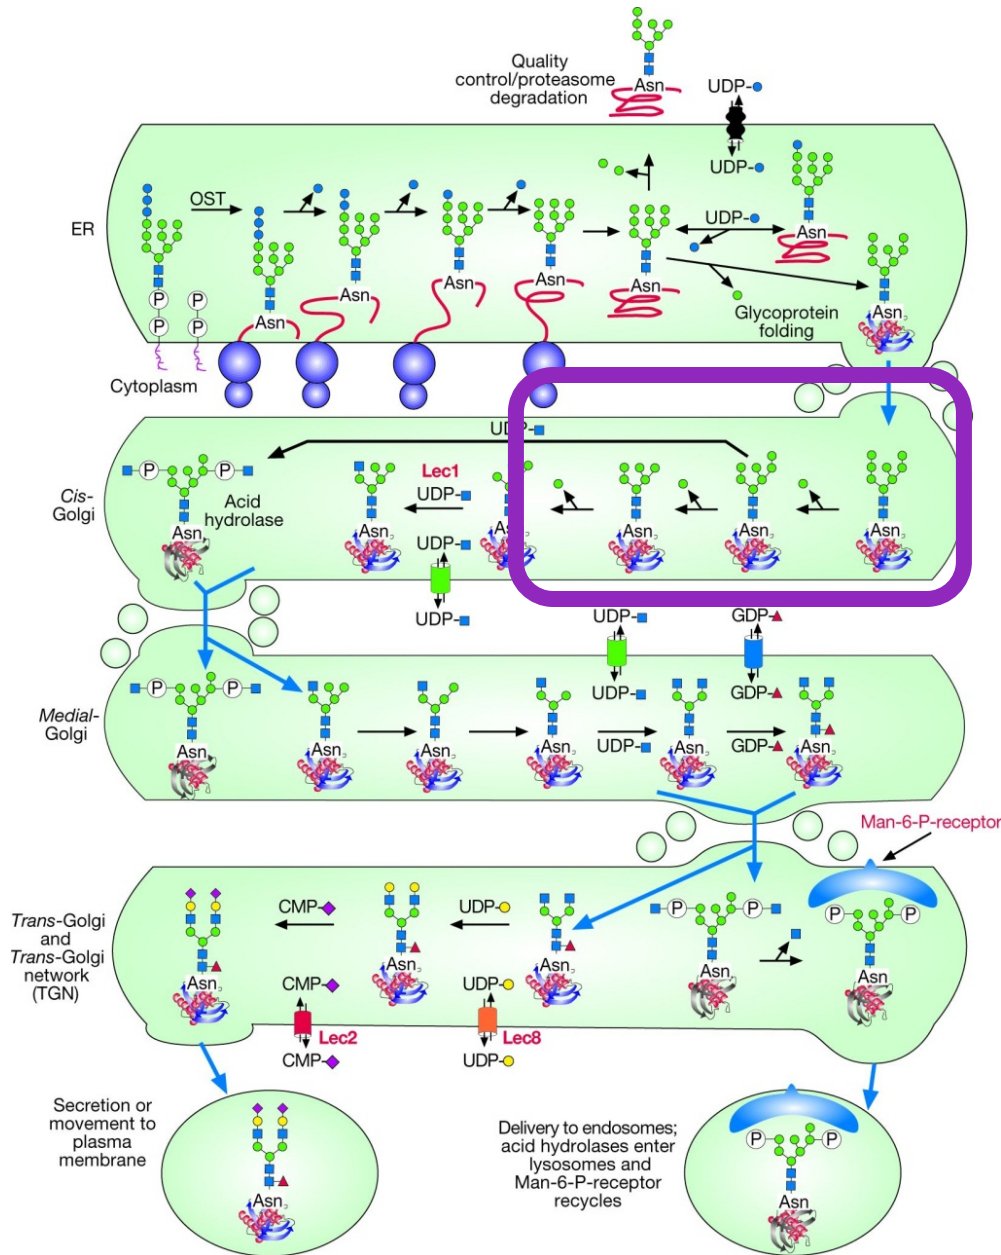 Quality
control/proteasome
degradation
Asn
UDP-
UDP-
ER
OST
UDP-
Asn
Asn
Asn
Asn
Asn
Asn
Asn
P
P
P
P
Glycoprotein
folding
Cytoplasm
UDP-
P
P
Lec1
UDP-
Cis-
Golgi
Acid
hydrolase
Asn
Asn
Asn
Asn
Asn
Asn
UDP-
UDP-
UDP-
GDP-
P
P
UDP-
GDP-
Medial-
Golgi
UDP-
GDP-
Asn
Asn
Asn
Asn
Asn
Asn
Man-6-P-receptor
Trans-Golgi
and
Trans-Golgi
network
(TGN)
CMP-
UDP-
P
P
P
P
Asn
Asn
Asn
Asn
Asn
CMP-
UDP-
Lec2
Lec8
CMP-
UDP-
Secretion or
movement to
plasma
membrane
Asn
Delivery to endosomes;
acid hydrolases enter
lysosomes and
Man-6-P-receptor
recycles
P
P
Asn